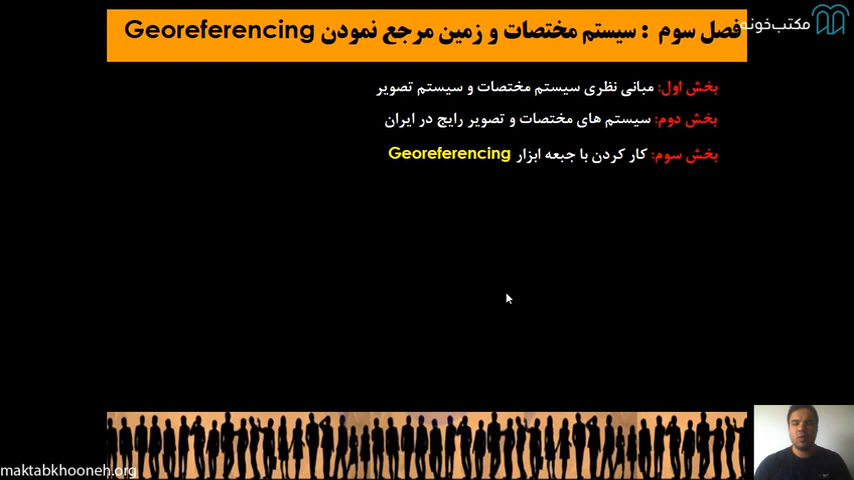 مکتب‌خونه
فصل سوم : سیستم مختصات و زمین مرجع نمودن Georeferencing
بخش اول: مبانی نظری سیستم مختصات و سیستم تصویر
بخش دوم: سیستم های مختصات و تصویر رایج در ایران
بخش سوم: کار کردن با جبعه ابزار Georeferencing
maktabkhooneh.org